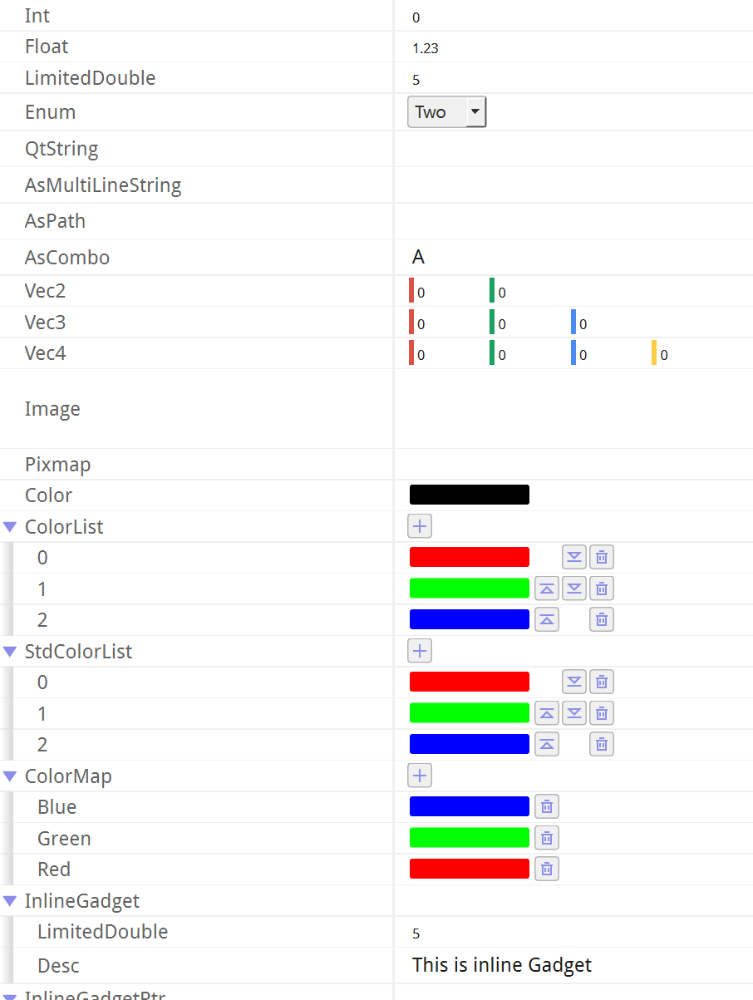 Int 0
Float 1.23
LimitedDouble 5
Enum Two
QtString
AsMultiLineString
AsPath
AsCombo A
Vec2 0 0
Vec3 0 0 0
Vec4 0 0 0 0
Image
Pixmap
Color
ColorList
0
1
2
StdColorList
0
1
2
ColorMap
Blue
Green
Red
InlineGadget
LimitedDouble 5
Desc This is inline Gadget
InlineGadgetPtr